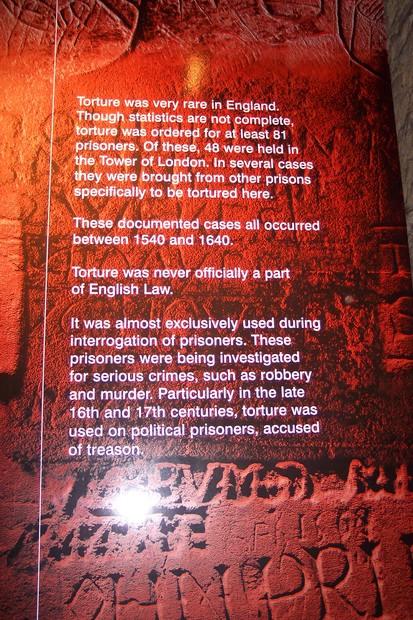 Torture was very rare in England.
Though statistics are not complete,
torture was ordered for at least 81
prisoners. Of these, 48 were held in
the Tower of London. In several cases
they were brought from other prisons
specifically to be tortured here.
These documented cases all occurred
between 1540 and 1640.
Torture was never officially a part
of English Law.
It was almost exclusively used during
interrogation of prisoners. These
prisoners were being investigated
for serious crimes, such as robbery
and murder. Particularly in the late
16th and 17th centuries, torture was
used on political prisoners, accused
of treason.